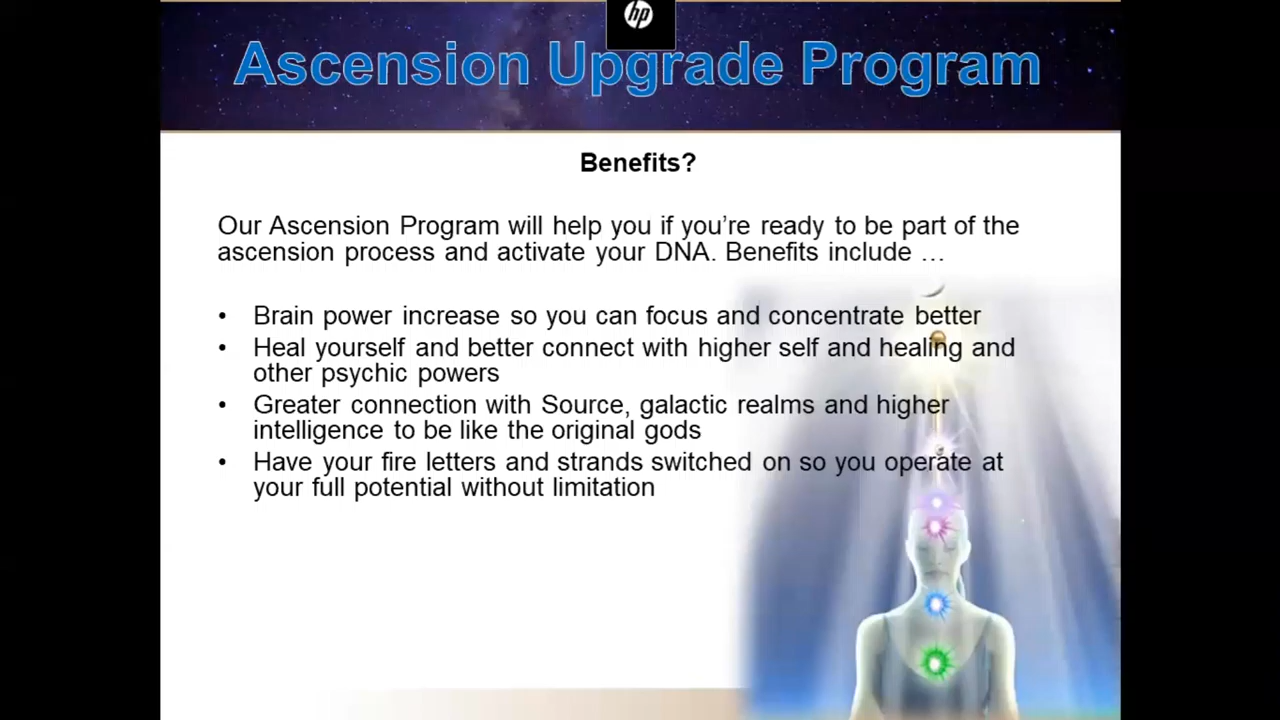 hp
Ascension Upgrade Program
Benefits?
Our Ascension Program will help you if you’re ready to be part of the
ascension process and activate your DNA. Benefits include …
• Brain power increase so you can focus and concentrate better
• Heal yourself and better connect with higher self and healing and
other psychic powers
• Greater connection with Source, galactic realms and higher
intelligence to be like the original gods
• Have your fire letters and strands switched on so you operate at
your full potential without limitation